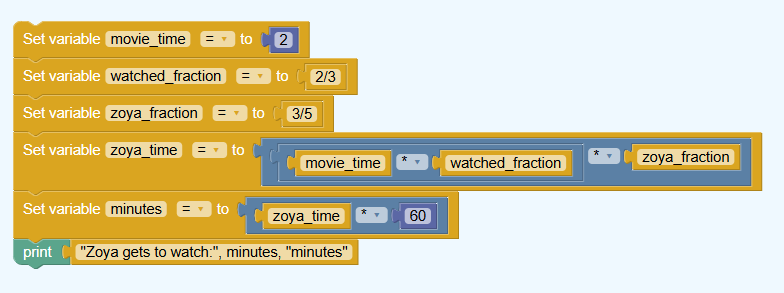 Set variable movie_time = to 2
Set variable watched_fraction = to 2/3
Set variable zoya_fraction = to 3/5
Set variable zoya_time = to movie_time * watched_fraction * zoya_fraction
Set variable minutes = to zoya_time * 60
print "Zoya gets to watch:", minutes, "minutes"